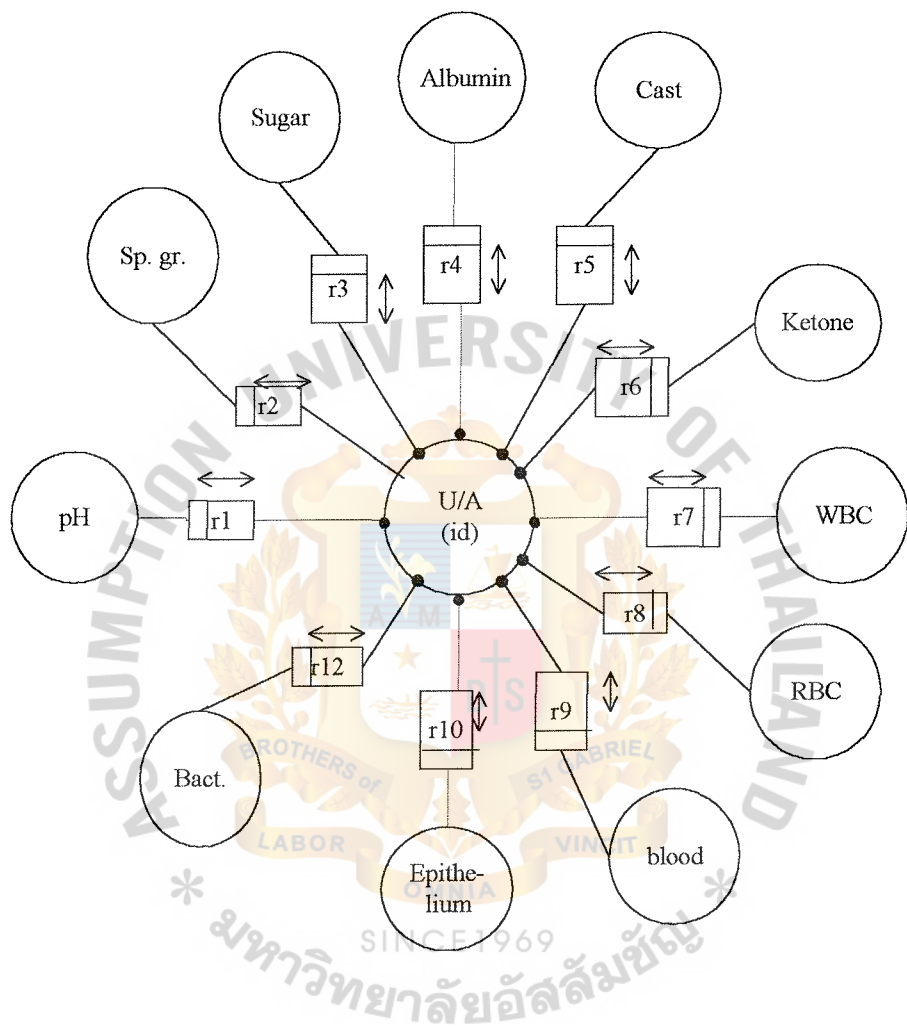 Albumin
Cast
Sugar
Sp. gr.
r4
r5
r3
Ketone
r6
r2
U/A
(id)
pH
r1
r7
WBC
r8
RBC
r12
r10
r9
Bact.
blood
Epithe-
lium
ASSUMPTION UNIVERSITY OF THAILAND
A M
D S
BROTHERS of
ST GABRIEL
LABOR
VINCIT
OMNIA
SINCE 1969
* มหาวิทยาลัยอัสสัมชัญ *